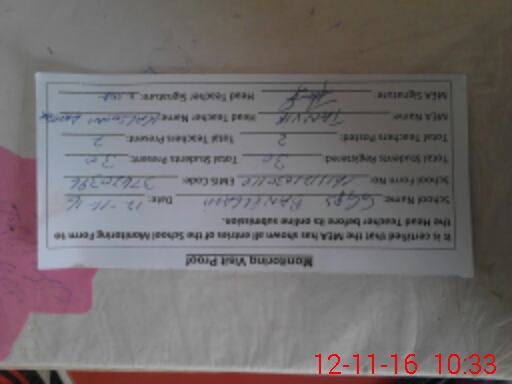 Monitoring Visit Proof
It is certified that the MEA has shown all entries of the School Monitoring Form to
the Head Teacher before its online submission.
School Name: GGPS Date: 12-11-16
School Form No: EMIS Code: 37420396
Total Students Registered: 30 Total Students Present: 30
Total Teachers Posted: 2 Total Teachers Present: 2
MEA Name: TANVIR Head Teacher Name:
MEA Signature: Head Teacher Signature:
12-11-16 10:33